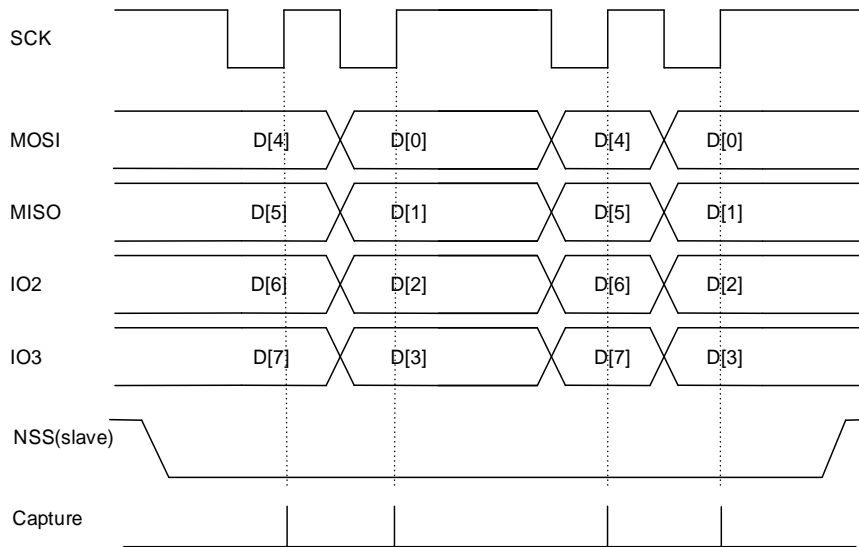 SCK
MOSI D[4] D[0] D[4] D[0]
MISO D[5] D[1] D[5] D[1]
IO2 D[6] D[2] D[6] D[2]
IO3 D[7] D[3] D[7] D[3]
NSS(slave)
Capture